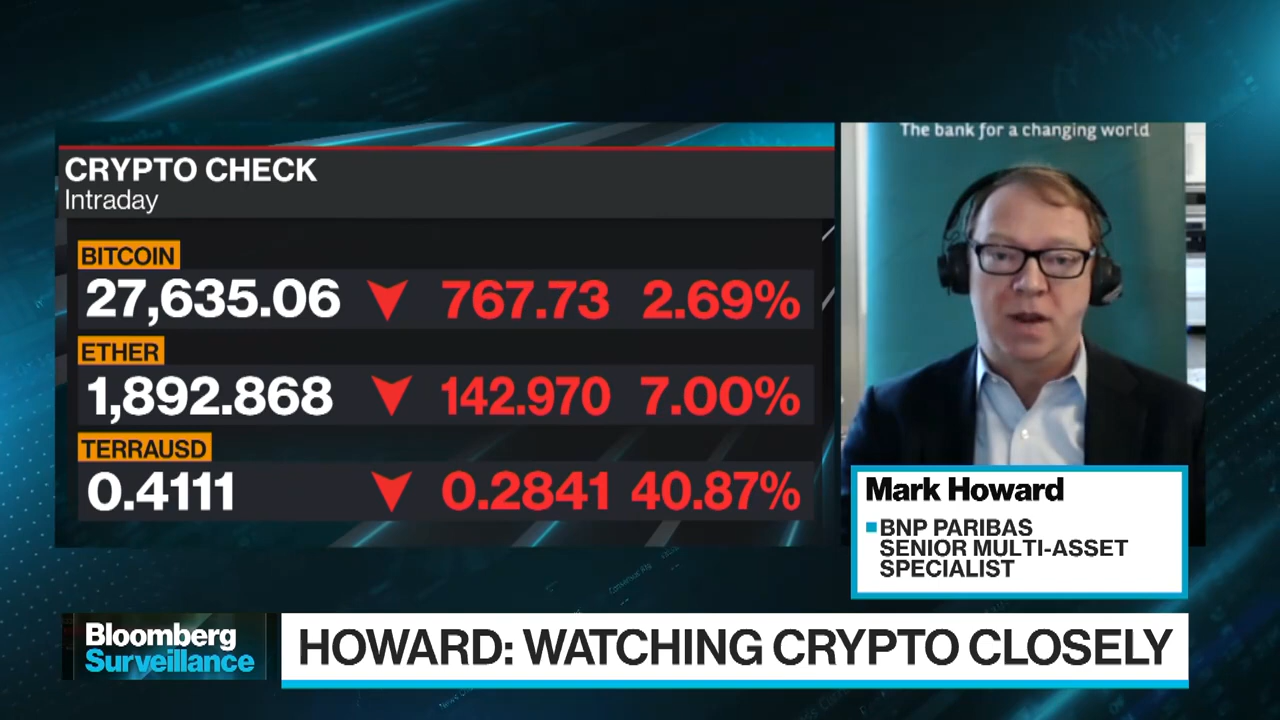 The bank for a changing world
CRYPTO CHECK
Intraday
BITCOIN
27,635.06 767.73 2.69%
ETHER
1,892.868 142.970 7.00%
TERRAUSD
0.4111 0.2841 40.87%
Mark Howard
BNP PARIBAS
SENIOR MULTI-ASSET
SPECIALIST
Bloomberg
Surveillance
HOWARD: WATCHING CRYPTO CLOSELY